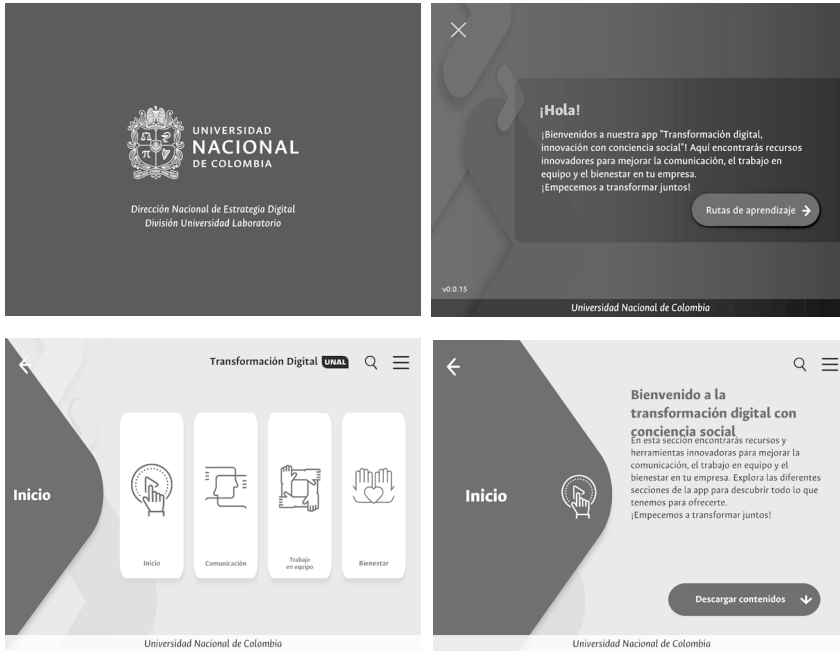 UNIVERSIDAD
NACIONAL
DE COLOMBIA
Dirección Nacional de Estrategia Digital
División Universidad Laboratorio
¡Hola!
¡Bienvenidos a nuestra app "Transformación digital,
innovación con conciencia social"! Aquí encontrarás recursos
innovadores para mejorar la comunicación, el trabajo en
equipo y el bienestar en tu empresa.
¡Empecemos a transformar juntos!
Rutas de aprendizaje
v0.0.15
Universidad Nacional de Colombia
Transformación Digital UNAL
Inicio
Inicio
Comunicación
Trabajo
en equipo
Bienestar
Universidad Nacional de Colombia
Bienvenido a la
transformación digital con
conciencia social
En esta sección encontrarás recursos y
herramientas innovadoras para mejorar la
comunicación, el trabajo en equipo y el
bienestar en tu empresa. Explora las diferentes
secciones de la app para descubrir todo lo que
tenemos para ofrecerte.
¡Empecemos a transformar juntos!
Inicio
Descargar contenidos
Universidad Nacional de Colombia